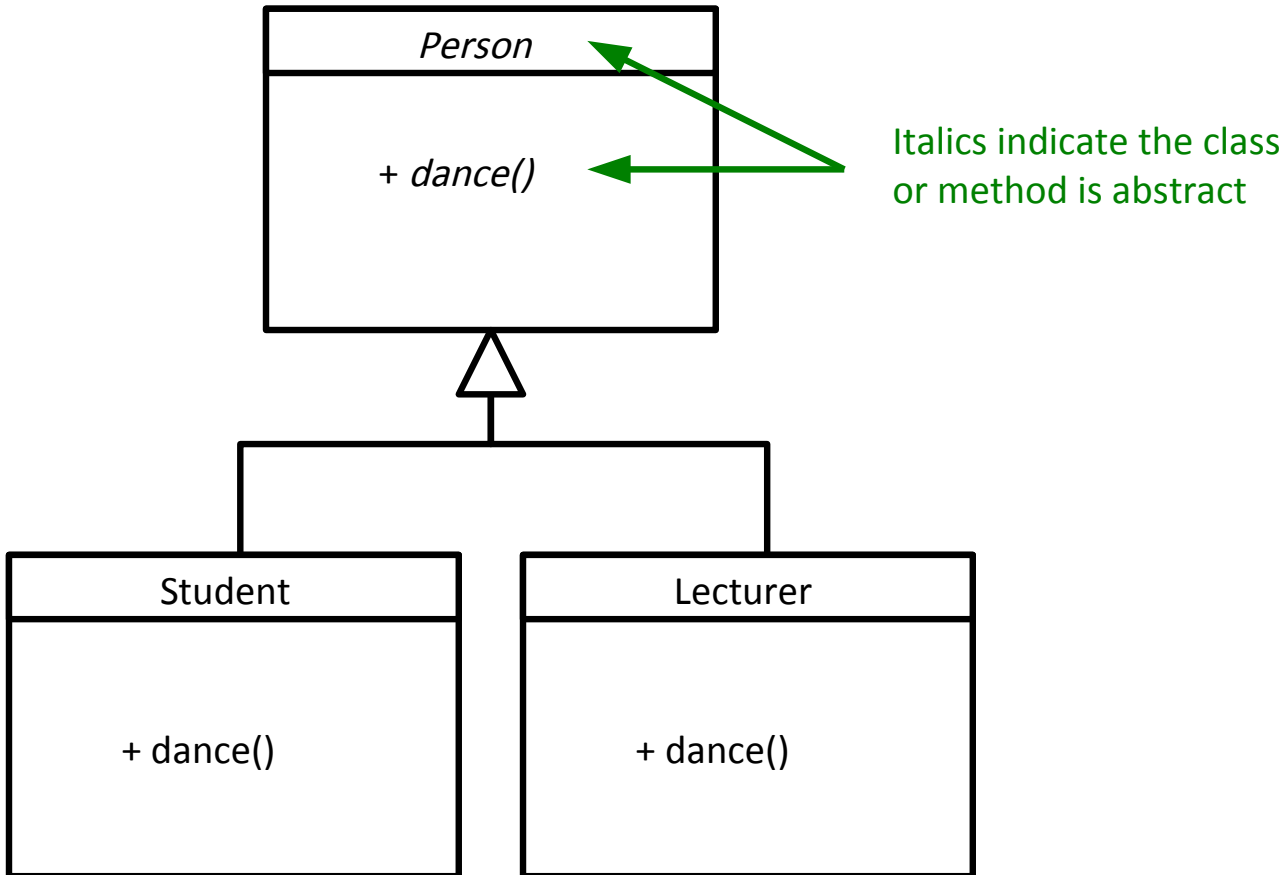 Person
+ dance()
Italics indicate the class
or method is abstract
Student
Lecturer
+ dance()
+ dance()